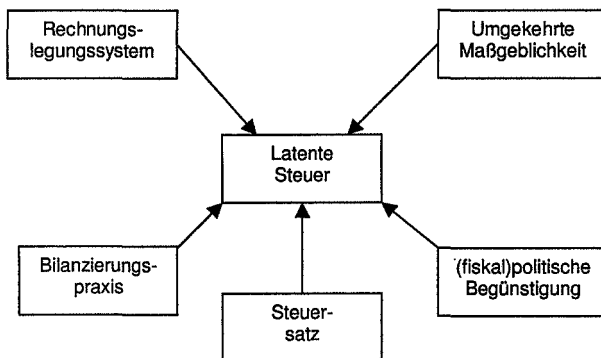 Rechnungs-
legungssystem
Umgekehrte
Maßgeblichkeit
Latente
Steuer
Bilanzierungs-
praxis
Steuer-
satz
(fiskal)politische
Begünstigung